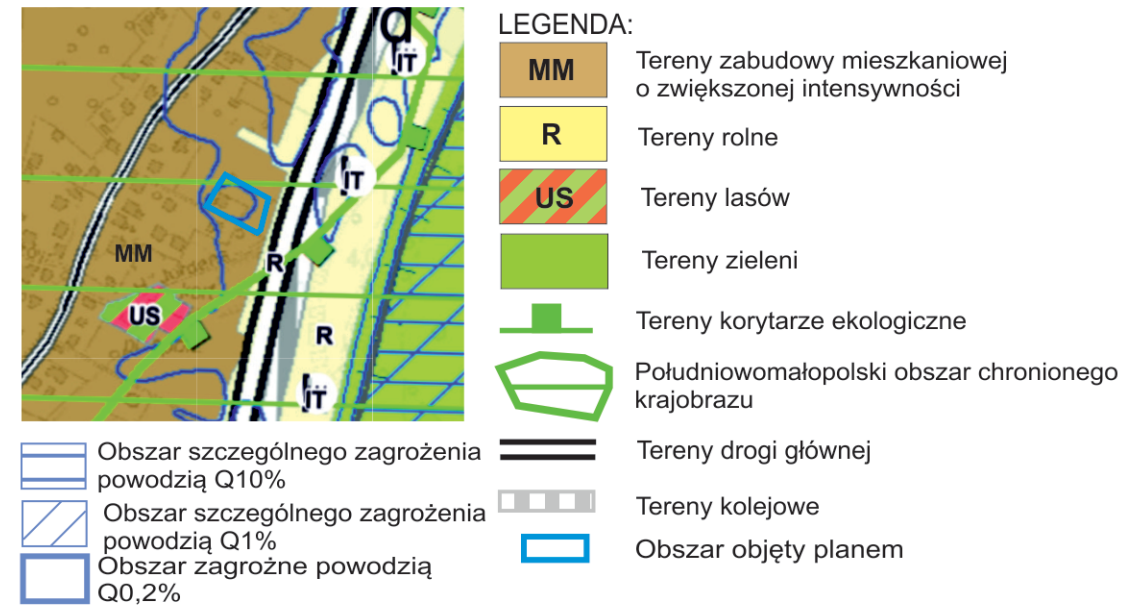 g
IT
IT
MM
R
US
R
IT
LEGENDA:
MM
Tereny zabudowy mieszkaniowej
o zwiększonej intensywności
R
Tereny rolne
US
Tereny lasów
Tereny zieleni
Tereny korytarze ekologiczne
Południowomałopolski obszar chronionego
krajobrazu
Tereny drogi głównej
Tereny kolejowe
Obszar objęty planem
Obszar szczególnego zagrożenia
powodzią Q10%
Obszar szczególnego zagrożenia
powodzią Q1%
Obszar zagrożne powodzią
Q0,2%